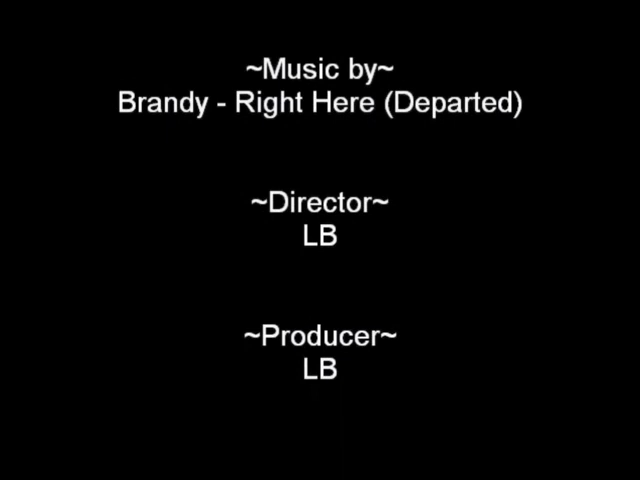 ~Music by~
Brandy - Right Here (Departed)
~Director~
LB
~Producer~
LB